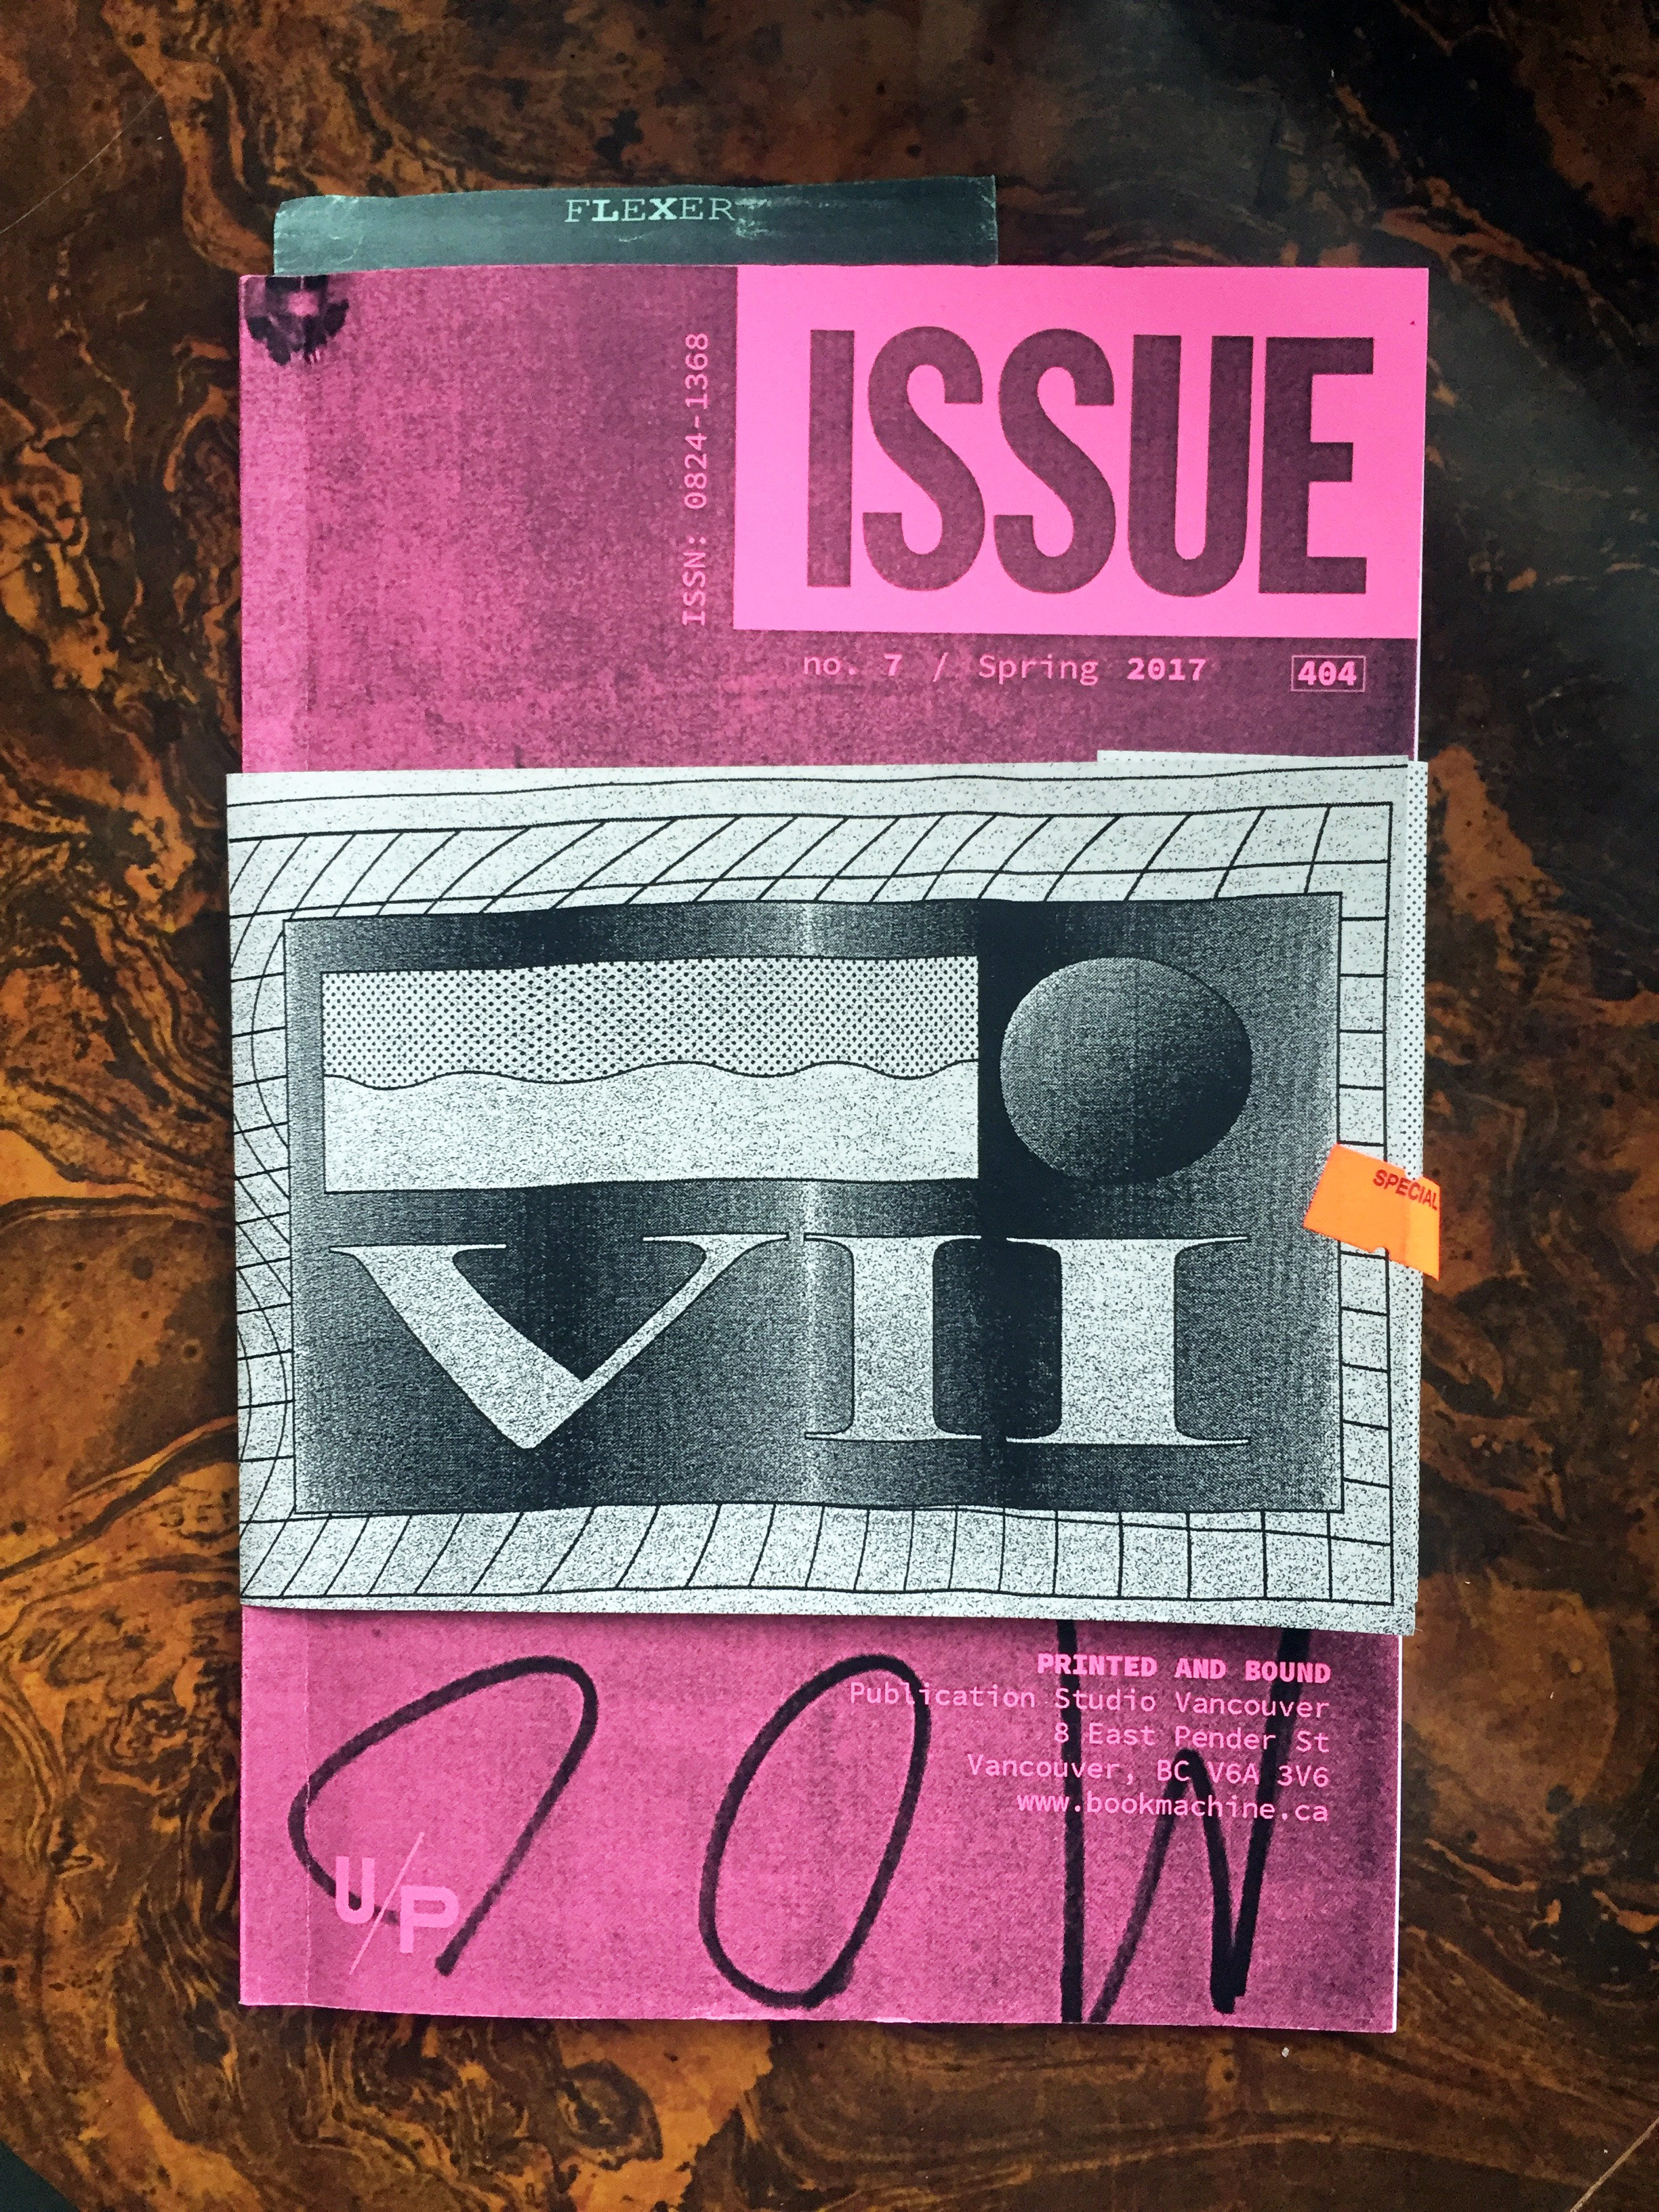 FLEXER
ISSUE
ISSN: 0824-1368
no. 7 / Spring 2017 404
VII
SPECIAL
PRINTED AND BOUND
Publication Studio Vancouver
8 East Pender St
Vancouver, BC V6A 3V6
www.bookmachine.ca
U/P